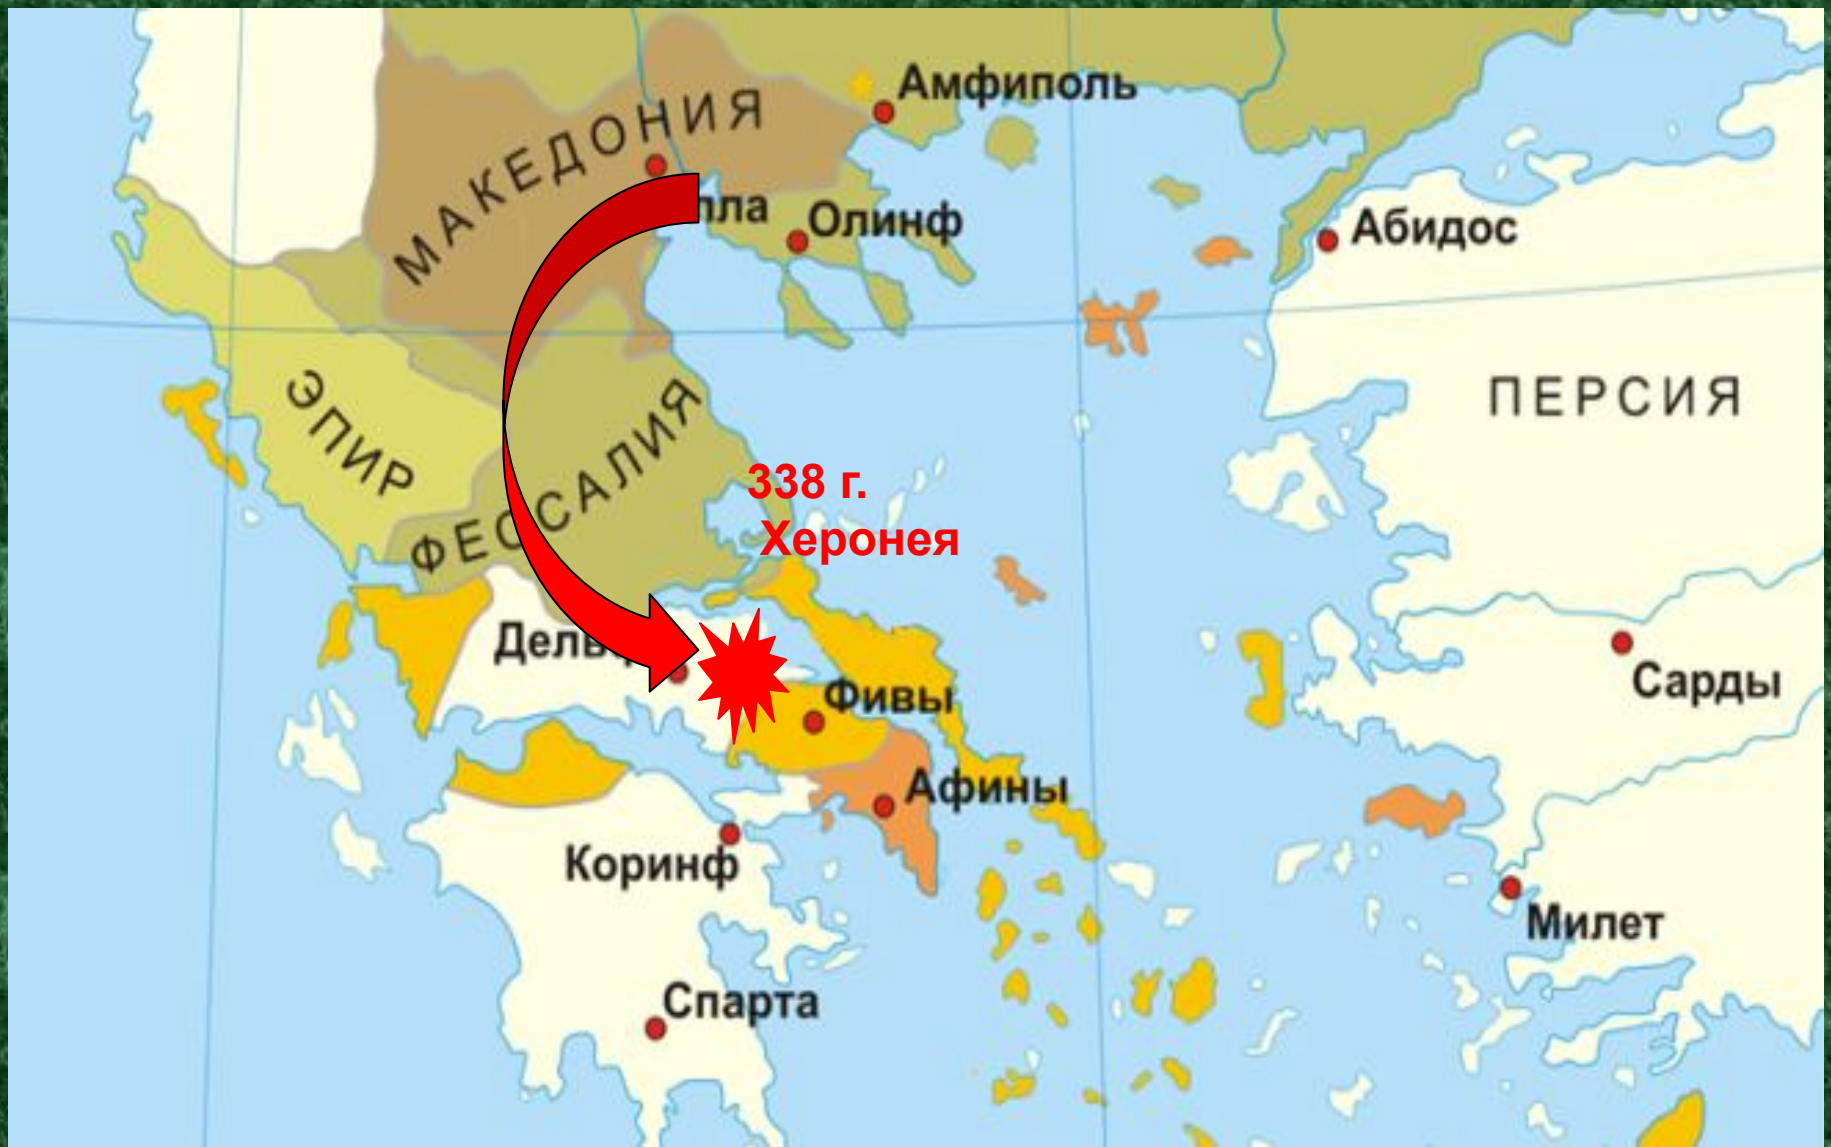 Амфиполь
МАКЕДОНИЯ
лла
Олинф
Абидос
ПЕРСИЯ
ЭПИР
ФЕССАЛИЯ
338 г.
Херонея
Дель
Сарды
Фивы
Афины
Коринф
Милет
Спарта